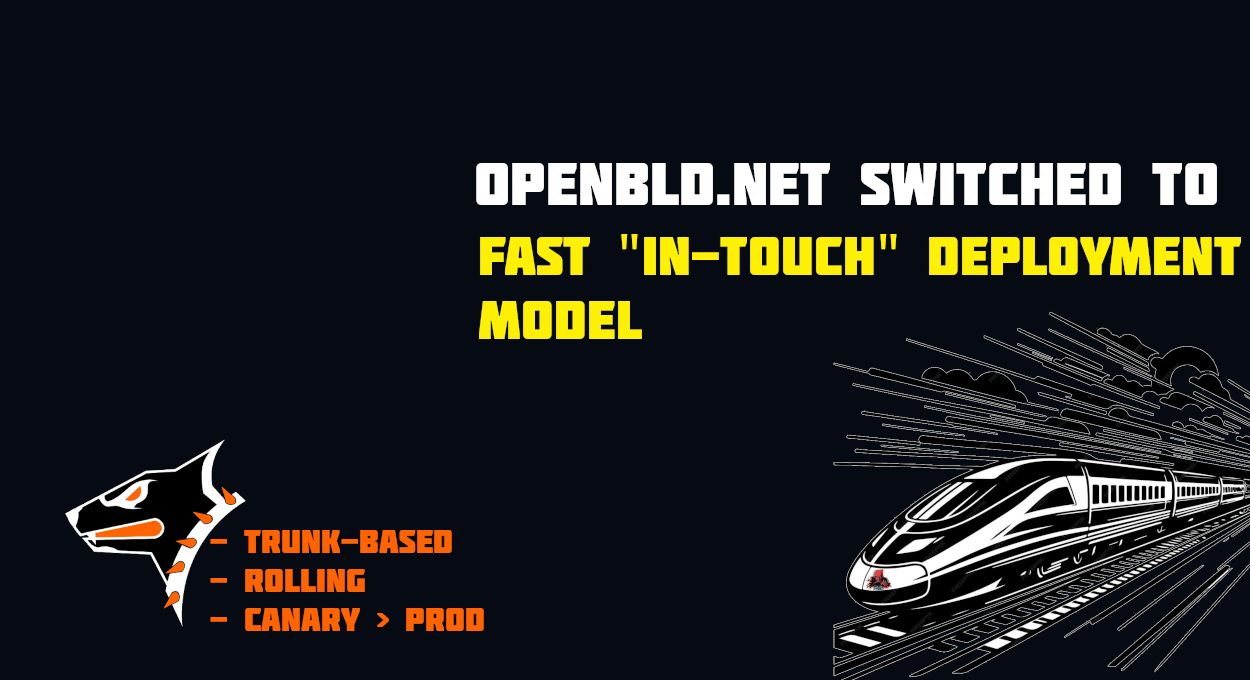 OPENBLD.NET SWITCHED TO
FAST "IN-TOUCH" DEPLOYMENT
MODEL
- TRUNK-BASED
- ROLLING
- CANARY > PROD